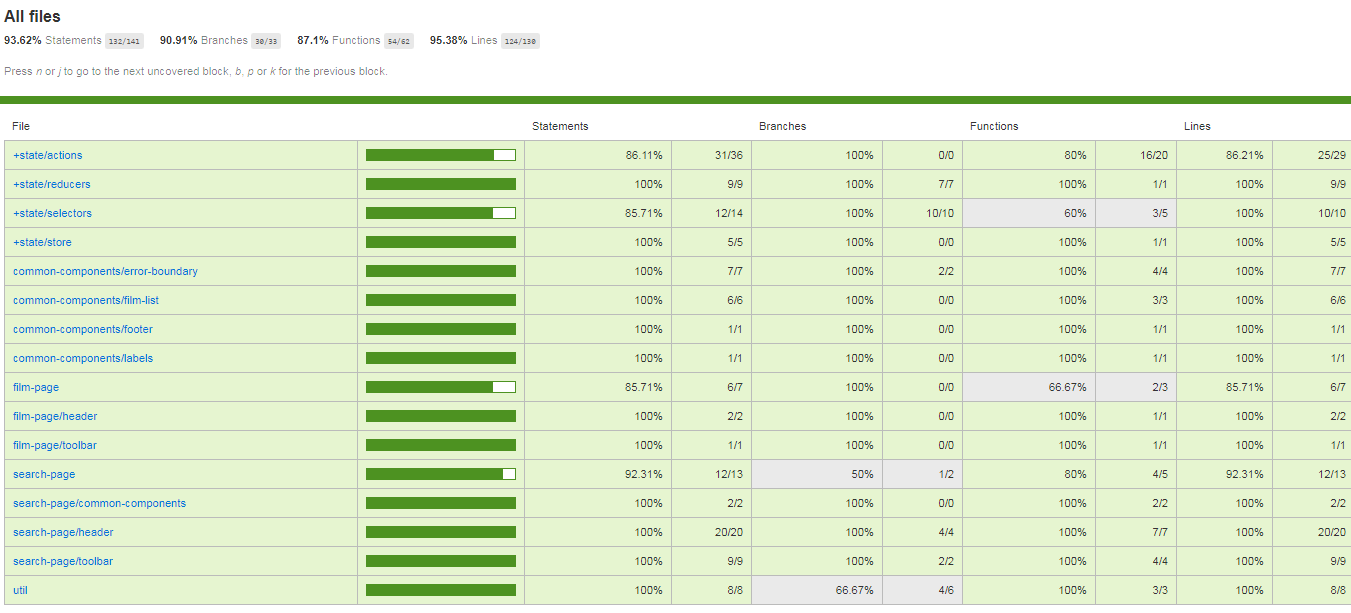 All files
93.62% Statements 132/141 90.91% Branches 30/33 87.1% Functions 54/62 95.38% Lines 124/130
Press n or j to go to the next uncovered block, b, p or k for the previous block.
File Statements Branches Functions Lines
+state/actions 86.11% 31/36 100% 0/0 80% 16/20 86.21% 25/29
+state/reducers 100% 9/9 100% 7/7 100% 1/1 100% 9/9
+state/selectors 85.71% 12/14 100% 10/10 60% 3/5 100% 10/10
+state/store 100% 5/5 100% 0/0 100% 1/1 100% 5/5
common-components/error-boundary 100% 7/7 100% 2/2 100% 4/4 100% 7/7
common-components/film-list 100% 6/6 100% 0/0 100% 3/3 100% 6/6
common-components/footer 100% 1/1 100% 0/0 100% 1/1 100% 1/1
common-components/labels 100% 1/1 100% 0/0 100% 1/1 100% 1/1
film-page 85.71% 6/7 100% 0/0 66.67% 2/3 85.71% 6/7
film-page/header 100% 2/2 100% 0/0 100% 1/1 100% 2/2
film-page/toolbar 100% 1/1 100% 0/0 100% 1/1 100% 1/1
search-page 92.31% 12/13 50% 1/2 80% 4/5 92.31% 12/13
search-page/common-components 100% 2/2 100% 0/0 100% 2/2 100% 2/2
search-page/header 100% 20/20 100% 4/4 100% 7/7 100% 20/20
search-page/toolbar 100% 9/9 100% 2/2 100% 4/4 100% 9/9
util 100% 8/8 66.67% 4/6 100% 3/3 100% 8/8